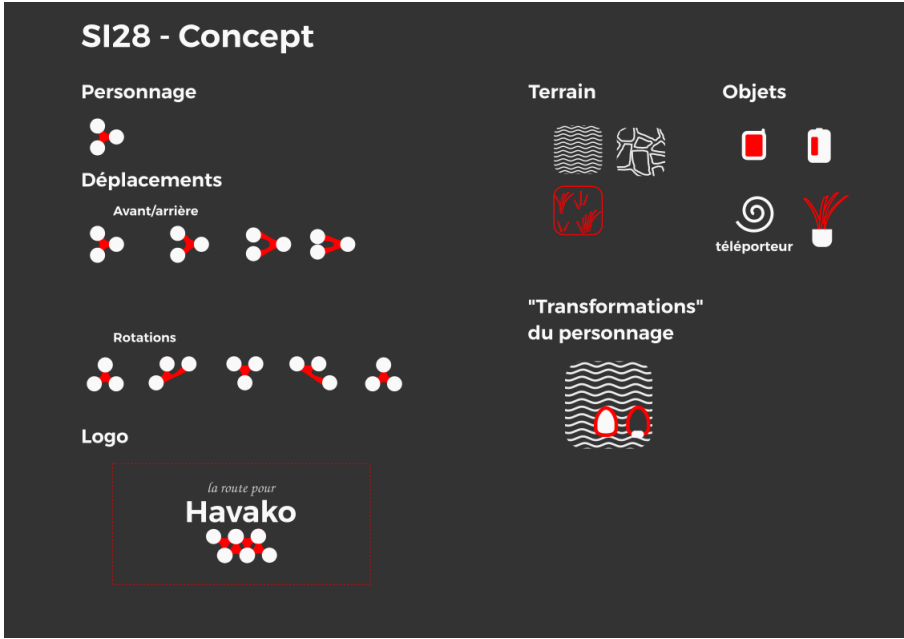 SI28 - Concept
Personnage
Déplacements
Avant/arrière
Rotations
Logo
la route pour
Havako
Terrain
Objets
téléporteur
"Transformations"
du personnage